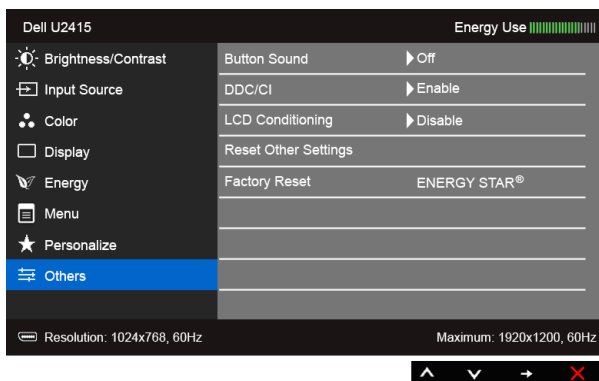 Dell U2415 Energy Use
Brightness/Contrast Button Sound Off
Input Source DDC/CI Enable
Color LCD Conditioning Disable
Display Reset Other Settings
Energy Factory Reset ENERGY STAR®
Menu
Personalize
Others
Resolution: 1024x768, 60Hz Maximum: 1920x1200, 60Hz